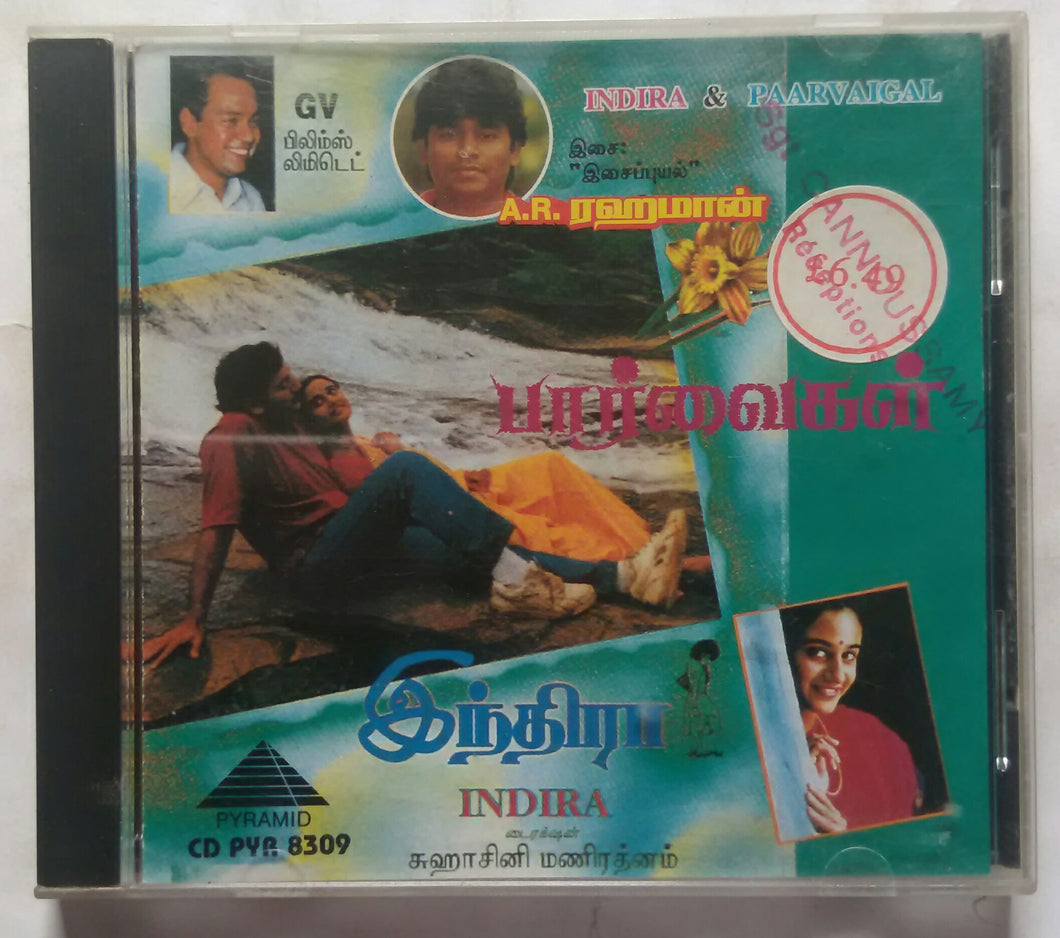 GV
பிலிம்ஸ்
லிமிடெட்
INDIRA & PAARVAIGAL
இசை:
"இசைப்புயல்"
A.R. ரஹமான்
பார்வைகள்
இந்திரா
INDIRA
டைரக்ஷன்
சுஹாசினி மணிரத்னம்
PYRAMID
CD PYR 8309